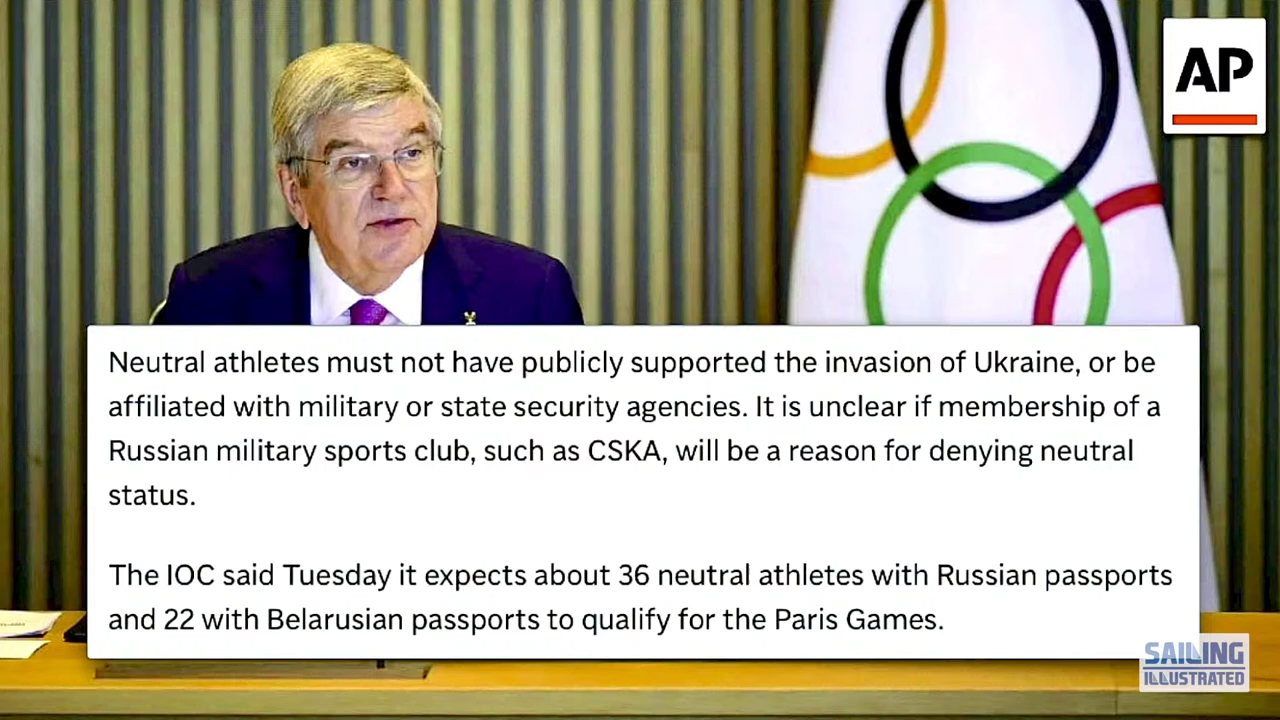 AP
Neutral athletes must not have publicly supported the invasion of Ukraine, or be
affiliated with military or state security agencies. It is unclear if membership of a
Russian military sports club, such as CSKA, will be a reason for denying neutral
status.
The IOC said Tuesday it expects about 36 neutral athletes with Russian passports
and 22 with Belarusian passports to qualify for the Paris Games.
SAILING
ILLUSTRATED